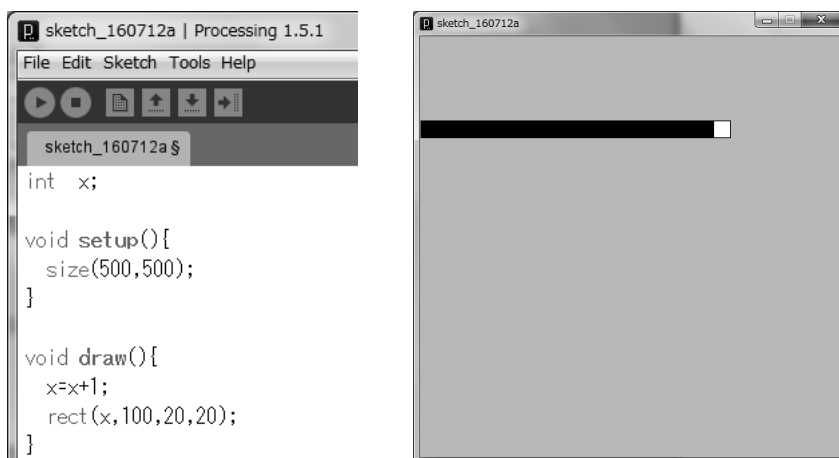 sketch_160712a | Processing 1.5.1
File Edit Sketch Tools Help
sketch_160712a §
int x;
void setup(){
size(500,500);
}
void draw(){
x=x+1;
rect(x,100,20,20);
}
sketch_160712a